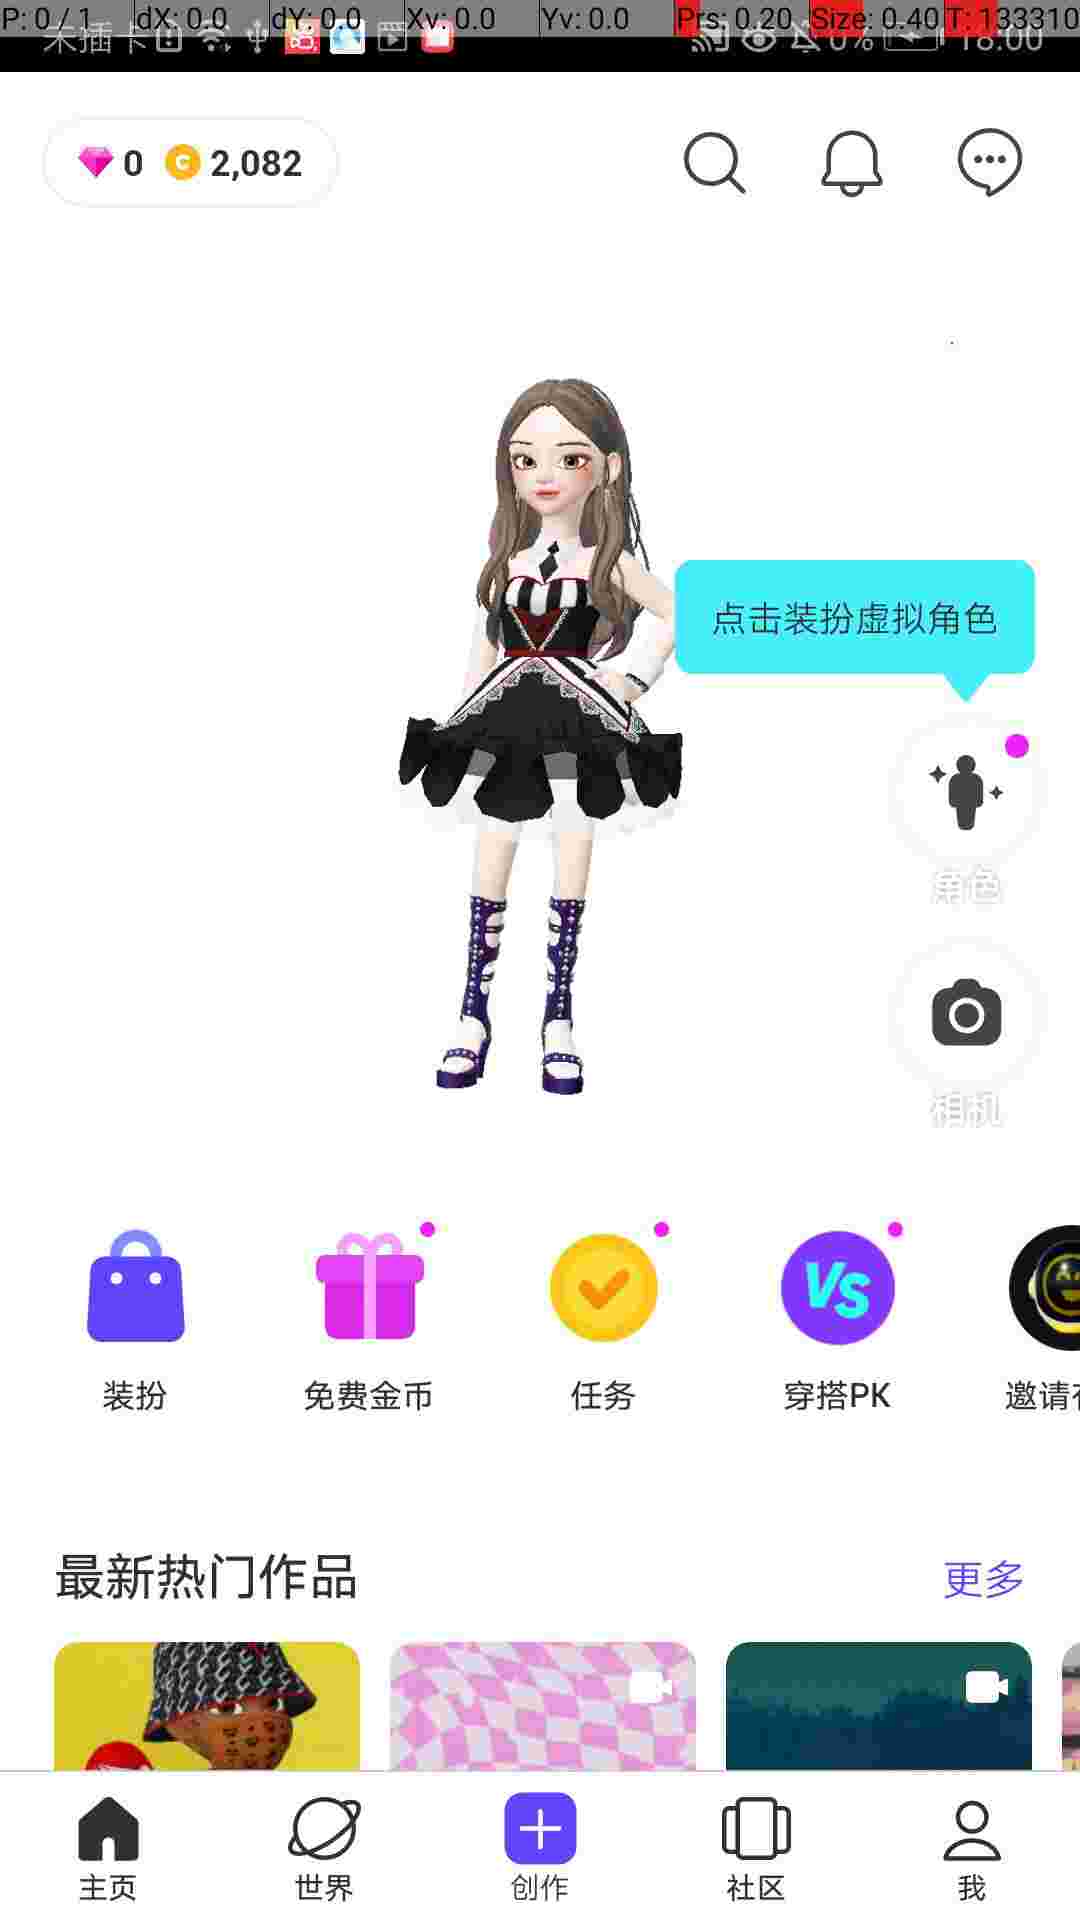 P: 0 / 1 dX: 0.0 dY: 0.0 Xv: 0.0 Yv: 0.0 Prs: 0.20 Size: 0.40 T: 133310
未插卡 0% 18:00
0 2,082
点击装扮虚拟角色
角色
相机
装扮 免费金币 任务 穿搭PK 邀请
最新热门作品 更多
主页 世界 创作 社区 我